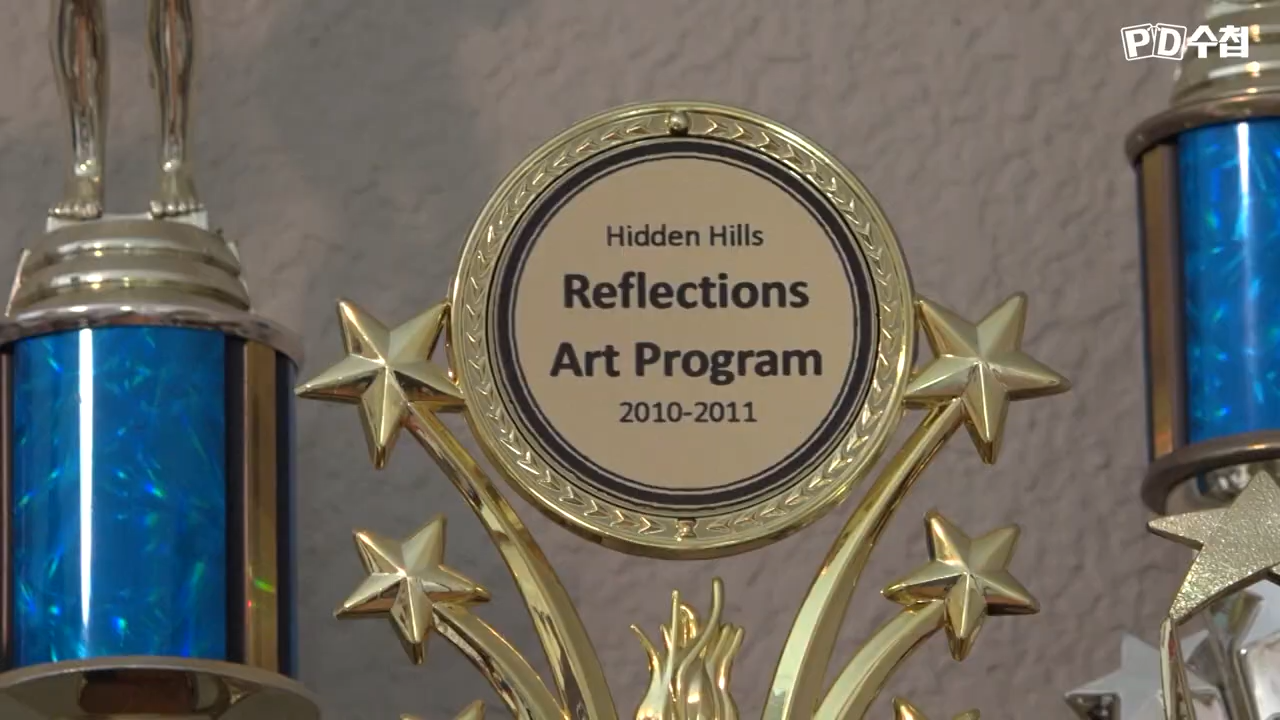 PD수첩
Hidden Hills
Reflections
Art Program
2010-2011